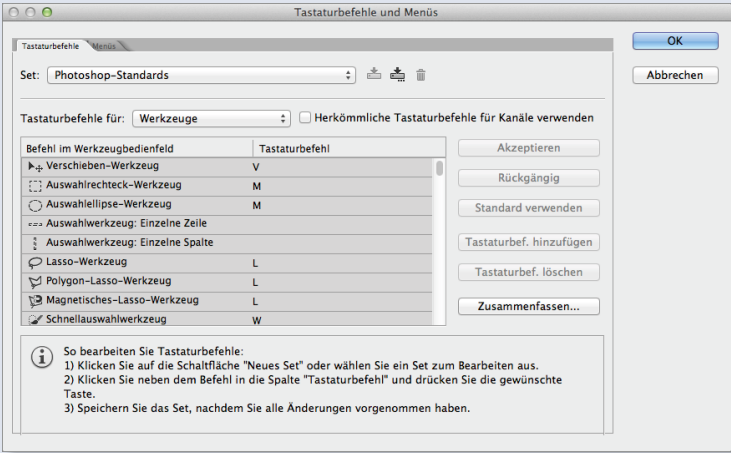 Tastaturbefehle und Menüs
Tastaturbefehle Menüs
OK
Set: Photoshop-Standards
Abbrechen
Tastaturbefehle für: Werkzeuge Herkömmliche Tastaturbefehle für Kanäle verwenden
Befehl im Werkzeugbedienfeld Tastaturbefehl
Akzeptieren
Verschieben-Werkzeug V
Rückgängig
Auswahlrechteck-Werkzeug M
Auswahlellipse-Werkzeug M
Standard verwenden
Auswahlwerkzeug: Einzelne Zeile
Auswahlwerkzeug: Einzelne Spalte
Tastaturbef. hinzufügen
Lasso-Werkzeug L
Tastaturbef. löschen
Polygon-Lasso-Werkzeug L
Magnetisches-Lasso-Werkzeug L
Zusammenfassen...
Schnellauswahlwerkzeug W
So bearbeiten Sie Tastaturbefehle:
1) Klicken Sie auf die Schaltfläche "Neues Set" oder wählen Sie ein Set zum Bearbeiten aus.
2) Klicken Sie neben dem Befehl in die Spalte "Tastaturbefehl" und drücken Sie die gewünschte
Taste.
3) Speichern Sie das Set, nachdem Sie alle Änderungen vorgenommen haben.